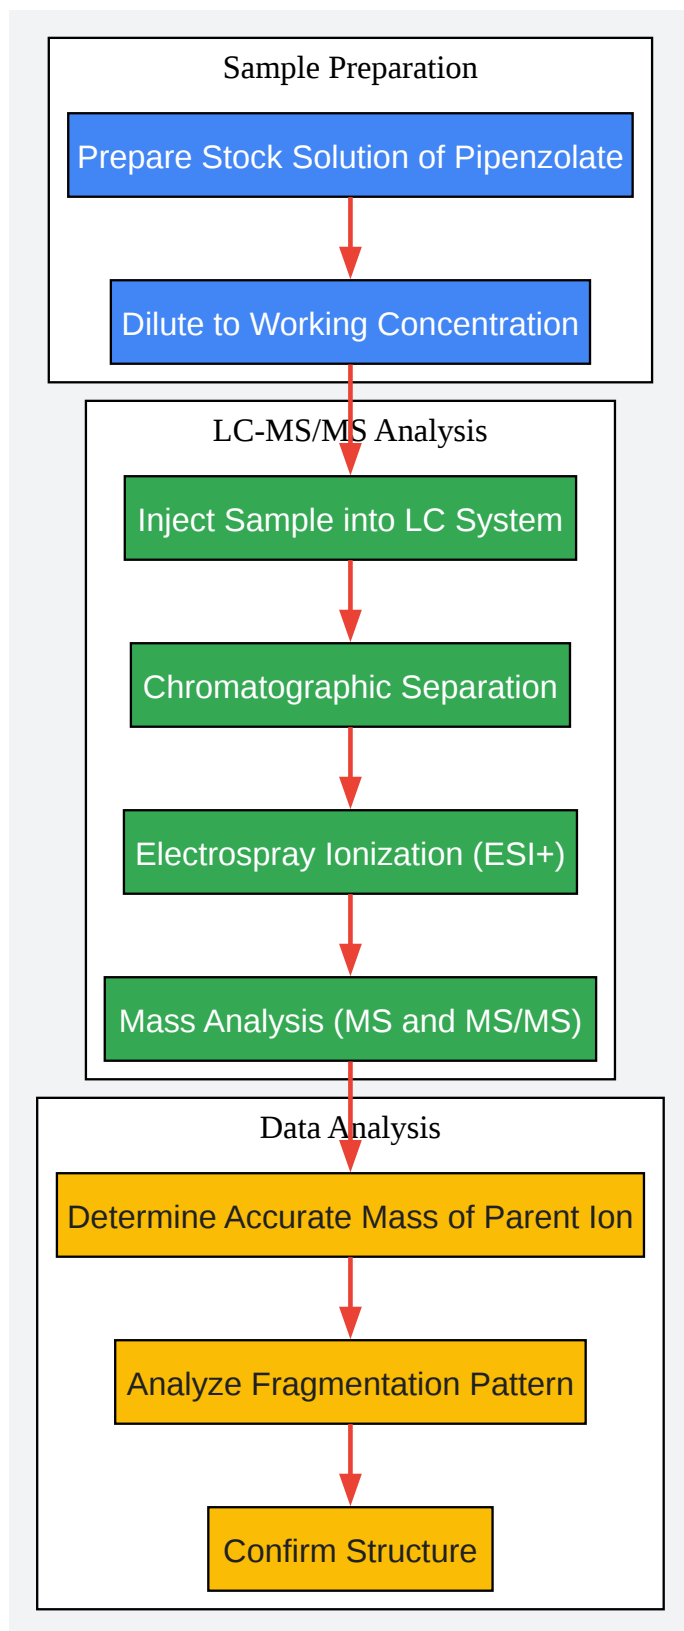 Sample Preparation
Prepare Stock Solution of Pipenzolate
Dilute to Working Concentration
LC-MS/MS Analysis
Inject Sample into LC System
Chromatographic Separation
Electrospray Ionization (ESI+)
Mass Analysis (MS and MS/MS)
Data Analysis
Determine Accurate Mass of Parent Ion
Analyze Fragmentation Pattern
Confirm Structure